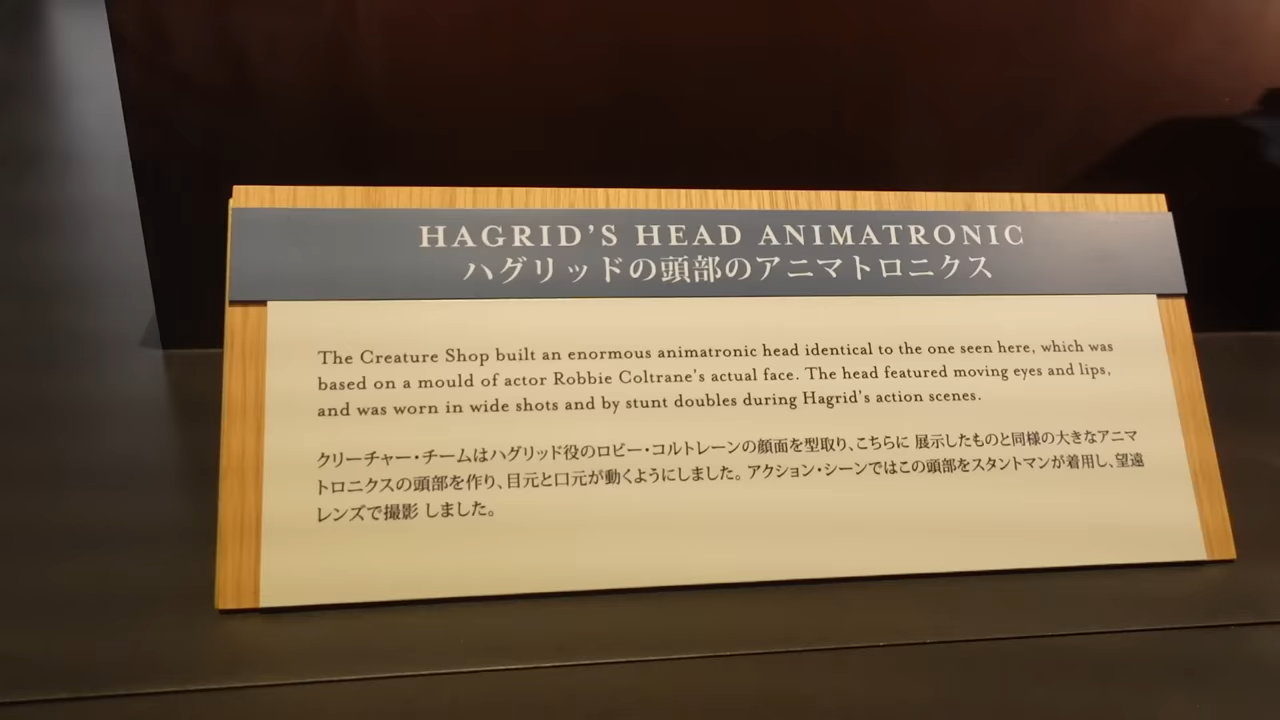 HAGRID'S HEAD ANIMATRONIC
ハグリッドの頭部のアニマトロニクス
The Creature Shop built an enormous animatronic head identical to the one seen here, which was
based on a mould of actor Robbie Coltrane's actual face. The head featured moving eyes and lips,
and was worn in wide shots and by stunt doubles during Hagrid's action scenes.
クリーチャー・チームはハグリッド役のロビー・コルトレーンの顔面を型取り、こちらに 展示したものと同様の大きなアニマ
トロニクスの頭部を作り、目元と口元が動くようにしました。アクション・シーンではこの頭部をスタントマンが着用し、望遠
レンズで撮影 しました。